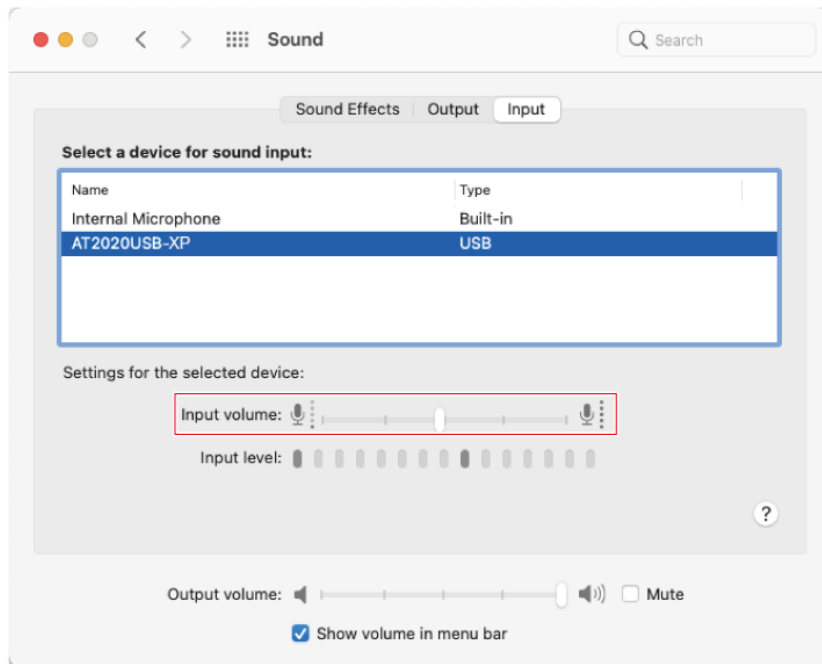 Sound
Search
Sound Effects Output Input
Select a device for sound input:
Name Type
Internal Microphone Built-in
AT2020USB-XP USB
Settings for the selected device:
Input volume:
Input level:
?
Output volume: Mute
Show volume in menu bar